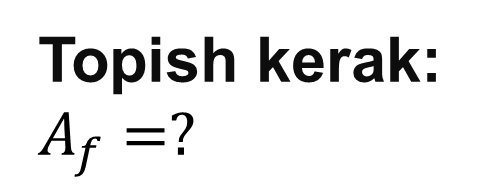 Topish kerak:
A_f =?